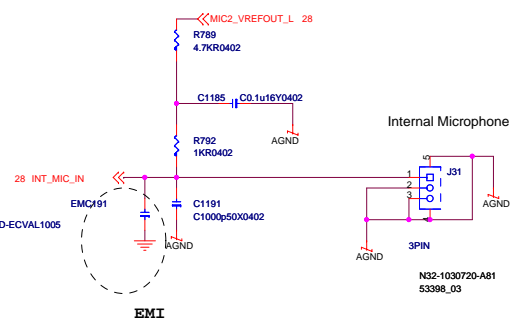 MIC2_VREFOUT_L 28
R789
4.7KR0402
C1185 C0.1u16Y0402
AGND
Internal Microphone
R792
1KR0402
28 INT_MIC_IN
5
1
2
3
4
J31
AGND
EMC191
D-ECVAL1005
C1191
C1000p50X0402
AGND
AGND
3PIN
N32-1030720-A81
53398_03
EMI